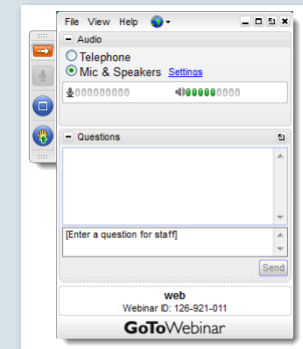 File View Help
Audio
Telephone
Mic & Speakers Settings
Questions
[Enter a question for staff]
Send
web
Webinar ID: 126-921-011
GoToWebinar